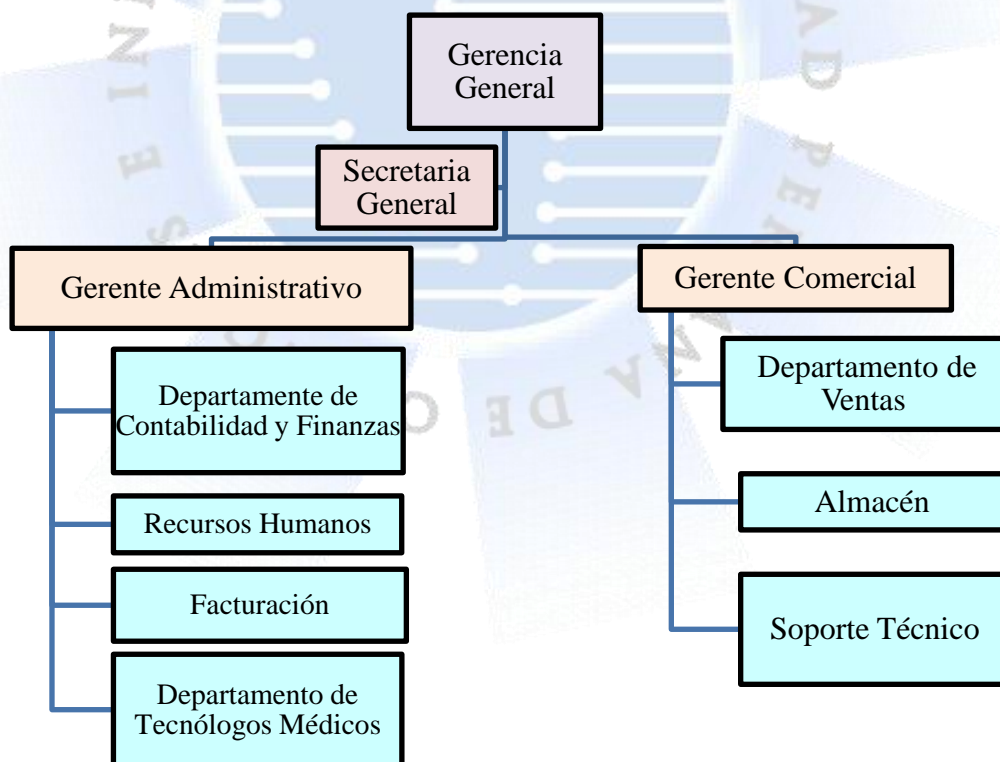 Gerencia
General
Secretaria
General
Gerente Administrativo
Departamente de
Contabilidad y Finanzas
Recursos Humanos
Facturación
Departamento de
Tecnólogos Médicos
Gerente Comercial
Departamento de
Ventas
Almacén
Soporte Técnico